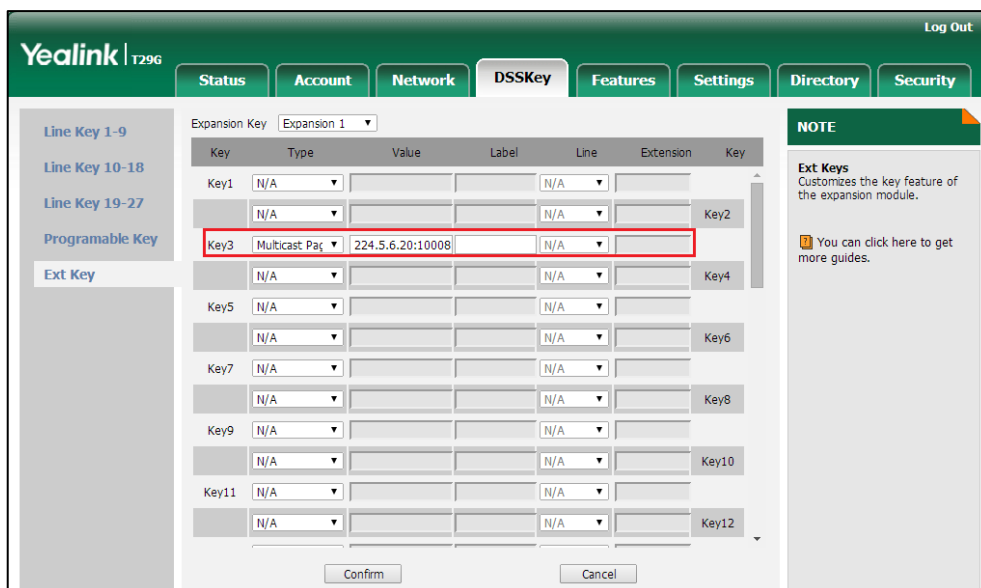 Log Out
Yealink T29G
Status Account Network DSSKey Features Settings Directory Security
Line Key 1-9
Line Key 10-18
Line Key 19-27
Programable Key
Ext Key
Expansion Key Expansion 1
Key Type Value Label Line Extension Key
Key1 N/A N/A
N/A N/A Key2
Key3 Multicast Pag 224.5.6.20:10008 N/A
N/A N/A Key4
Key5 N/A N/A
N/A N/A Key6
Key7 N/A N/A
N/A N/A Key8
Key9 N/A N/A
N/A N/A Key10
Key11 N/A N/A
N/A N/A Key12
Confirm Cancel
NOTE
Ext Keys
Customizes the key feature of
the expansion module.
You can click here to get
more guides.